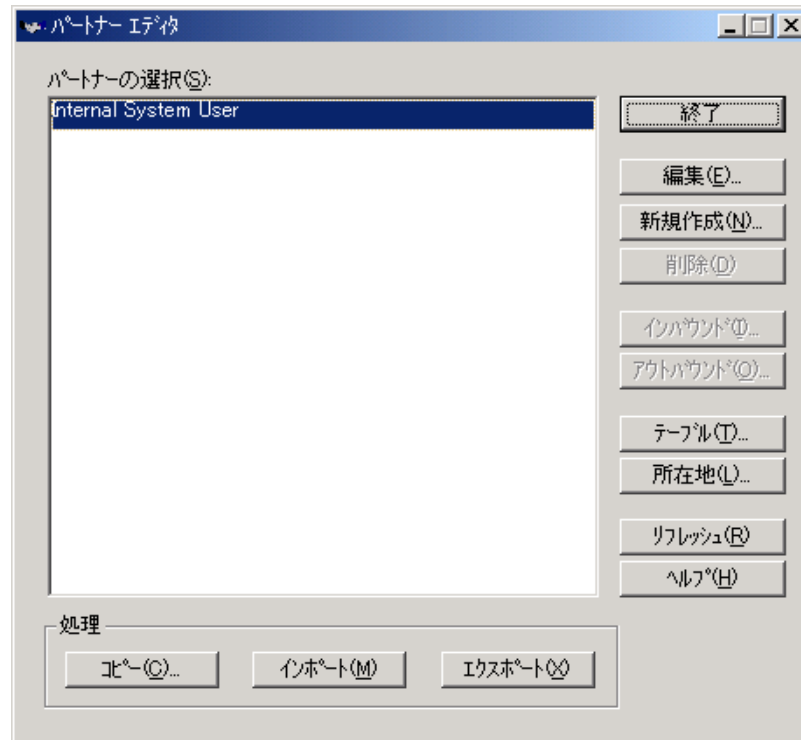 ﾊﾟｰﾄﾅｰ ｴﾃﾞｨﾀ
ﾊﾟｰﾄﾅｰの選択(S):
Internal System User
終了
編集(E)...
新規作成(N)...
削除(D)
ｲﾝﾊﾞｳﾝﾄﾞ(I)...
ｱｳﾄﾊﾞｳﾝﾄﾞ(O)...
ﾃｰﾌﾞﾙ(T)...
所在地(L)...
ﾘﾌﾚｯｼｭ(R)
ﾍﾙﾌﾟ(H)
処理
ｺﾋﾟｰ(C)... ｲﾝﾎﾟｰﾄ(M) ｴｸｽﾎﾟｰﾄ(X)